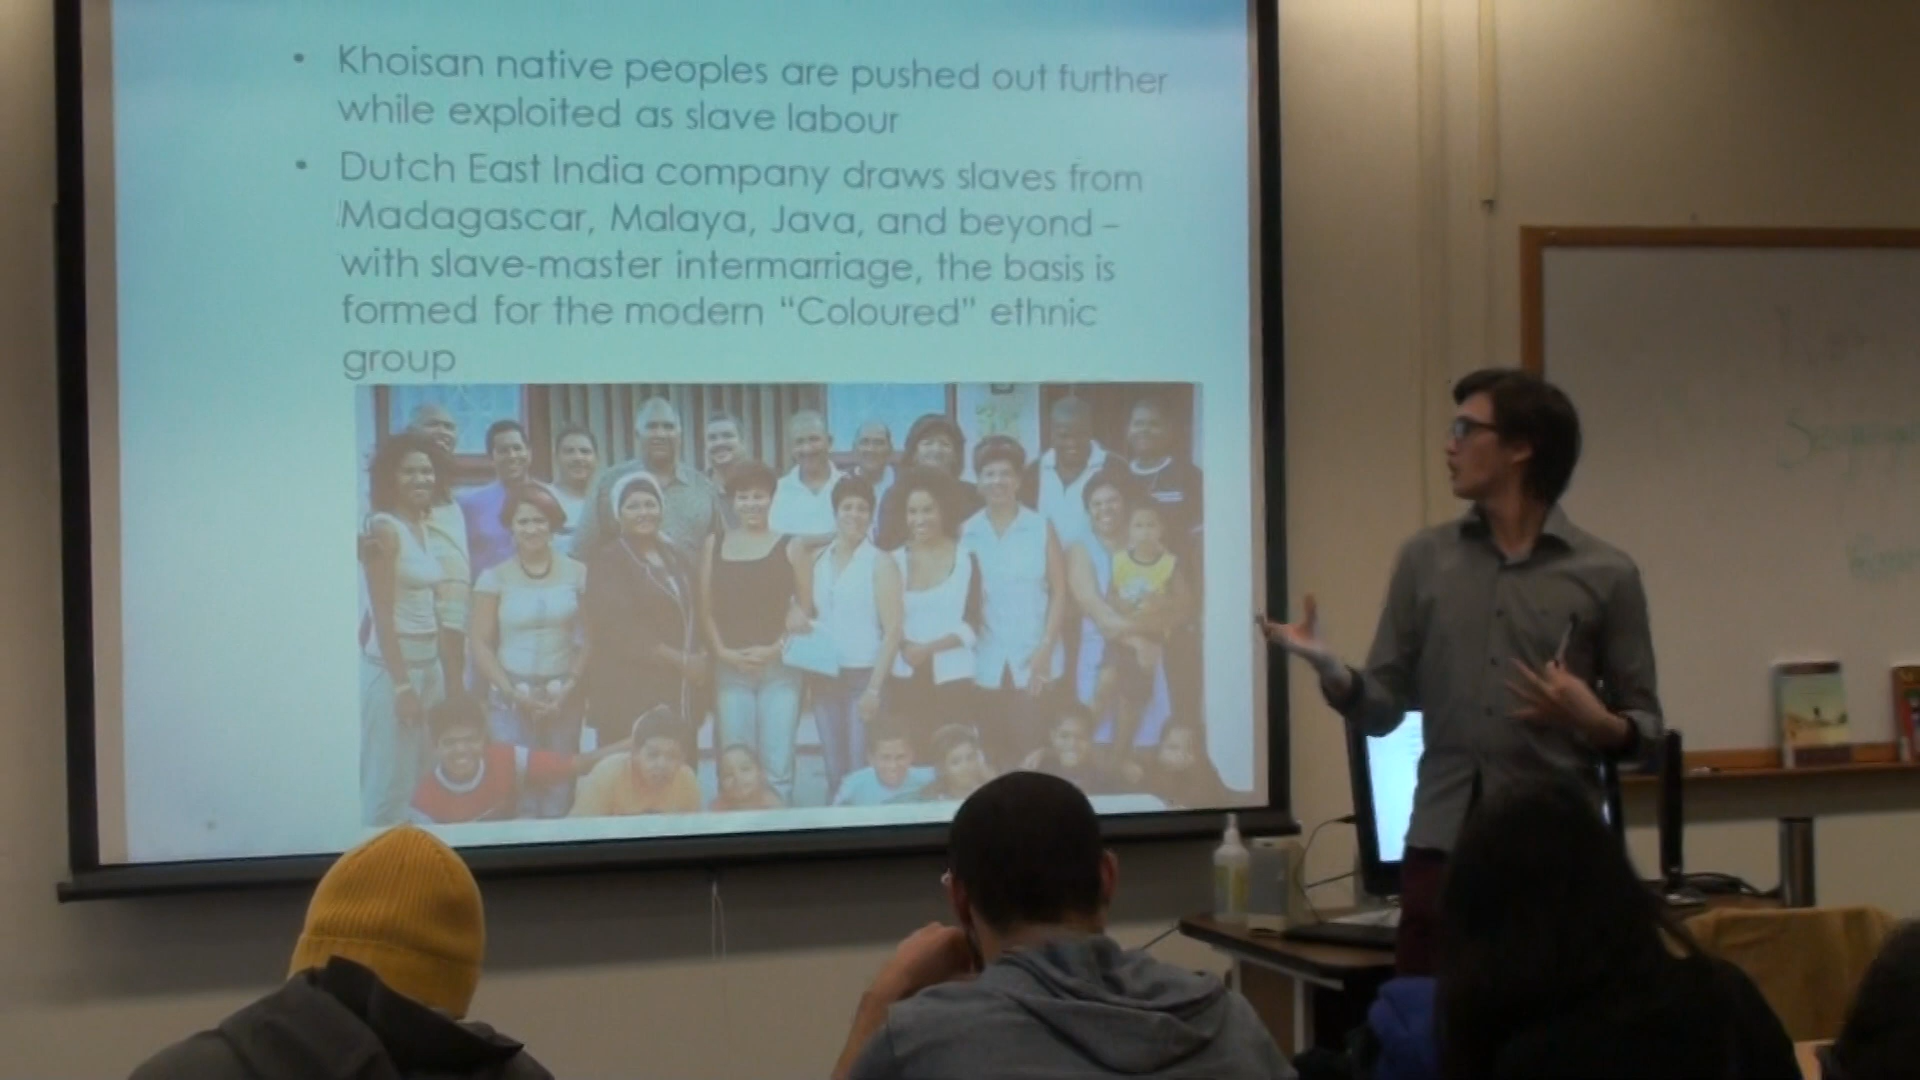 • Khoisan native peoples are pushed out further
while exploited as slave labour
• Dutch East India company draws slaves from
Madagascar, Malaya, Java, and beyond –
with slave-master intermarriage, the basis is
formed for the modern “Coloured” ethnic
group